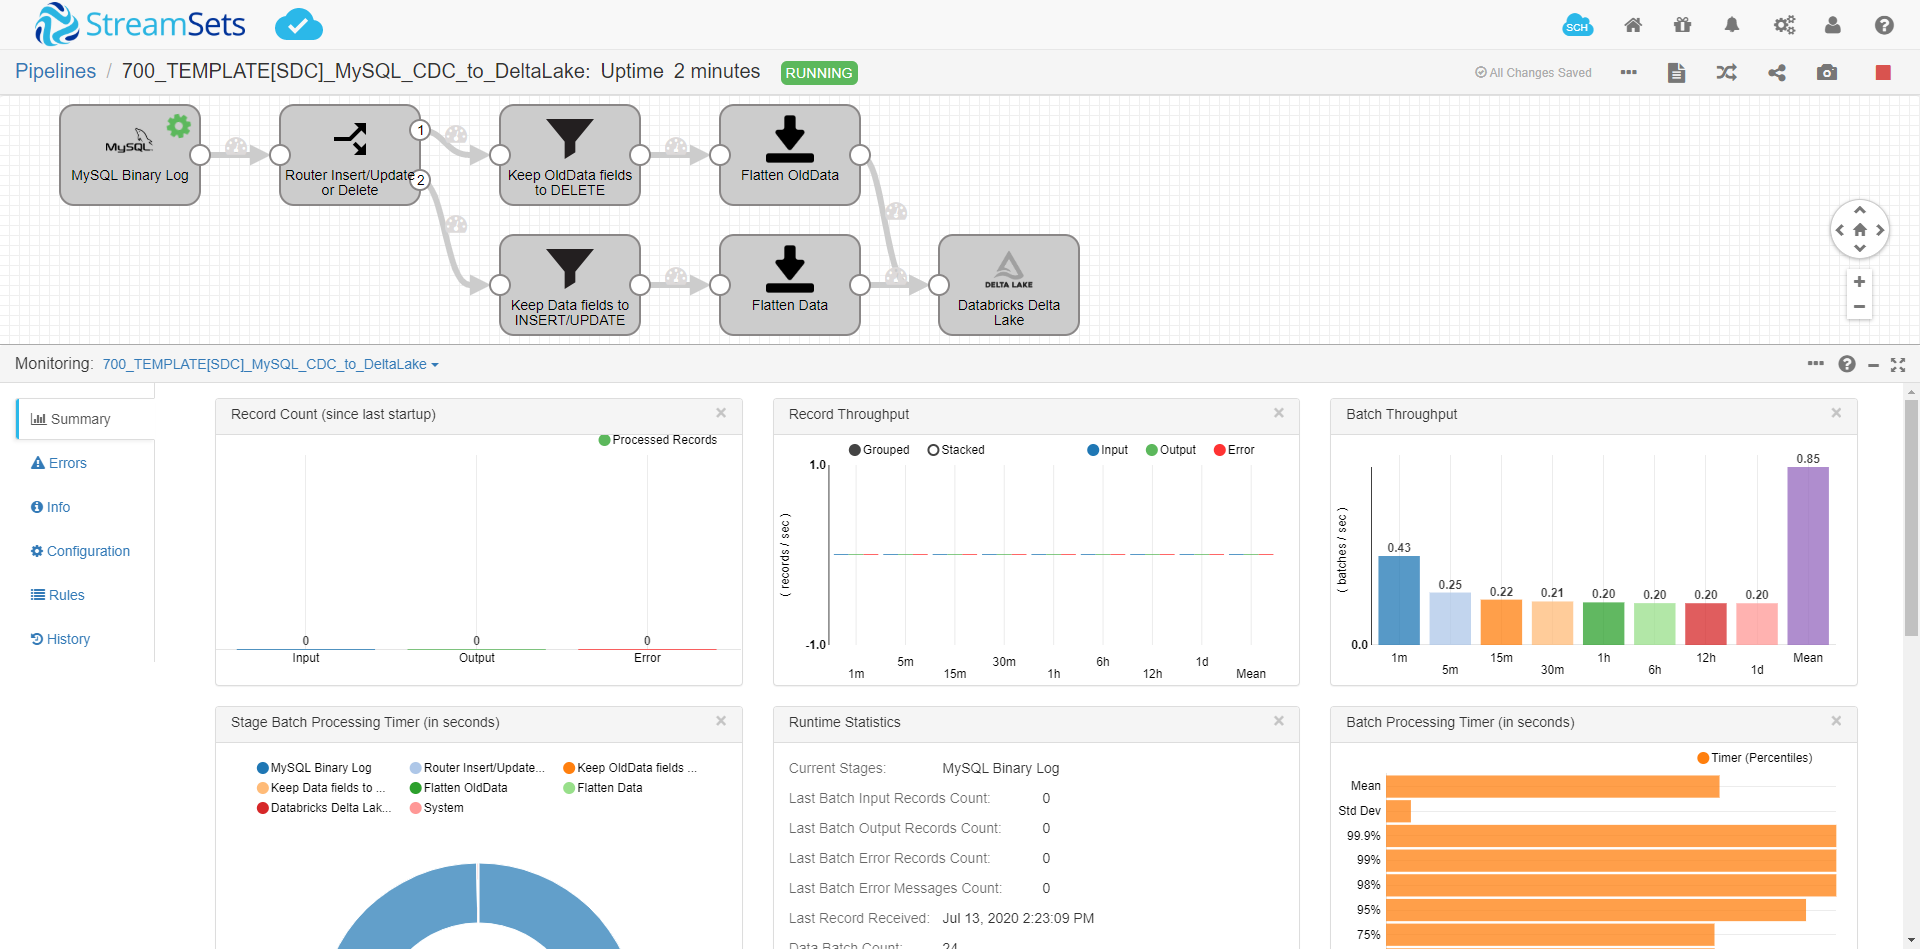 StreamSets
SCH
Pipelines / 700_TEMPLATE[SDC]_MySQL_CDC_to_DeltaLake: Uptime 2 minutes RUNNING
All Changes Saved
MySQL
MySQL Binary Log
Router Insert/Update
or Delete
1
2
Keep OldData fields
to DELETE
Flatten OldData
Keep Data fields to
INSERT/UPDATE
Flatten Data
DELTA LAKE
Databricks Delta
Lake
Monitoring: 700_TEMPLATE[SDC]_MySQL_CDC_to_DeltaLake
Summary
Errors
Info
Configuration
Rules
History
Record Count (since last startup)
Processed Records
0 0 0
Input Output Error
Record Throughput
Grouped Stacked Input Output Error
1.0
( records / sec )
-1.0
1m 5m 15m 30m 1h 6h 12h 1d Mean
Batch Throughput
( batches / sec )
0.43 0.25 0.22 0.21 0.20 0.20 0.20 0.20 0.85
0.0
1m 5m 15m 30m 1h 6h 12h 1d Mean
Stage Batch Processing Timer (in seconds)
MySQL Binary Log Router Insert/Update... Keep OldData fields ...
Keep Data fields to ... Flatten OldData Flatten Data
Databricks Delta Lak... System
Runtime Statistics
Current Stages: MySQL Binary Log
Last Batch Input Records Count: 0
Last Batch Output Records Count: 0
Last Batch Error Records Count: 0
Last Batch Error Messages Count: 0
Last Record Received: Jul 13, 2020 2:23:09 PM
Data Batch Count: 24
Batch Processing Timer (in seconds)
Timer (Percentiles)
Mean
Std Dev
99.9%
99%
98%
95%
75%